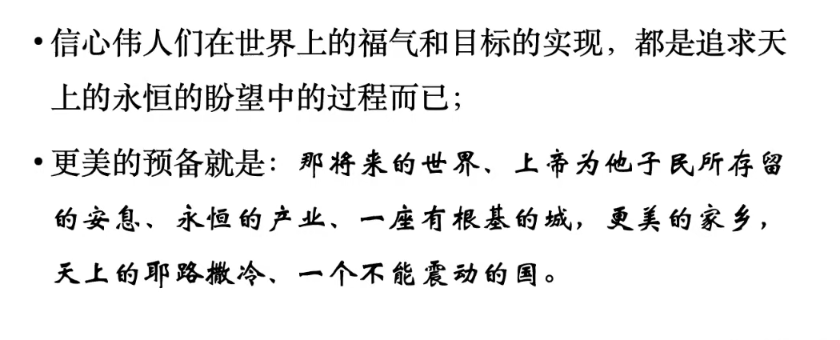 • 信心伟人们在世界上的福气和目标的实现，都是追求天
上的永恒的盼望中的过程而已；
• 更美的预备就是：那将来的世界、上帝为他子民所存留
的安息、永恒的产业、一座有根基的城，更美的家乡，
天上的耶路撒冷、一个不能震动的国。